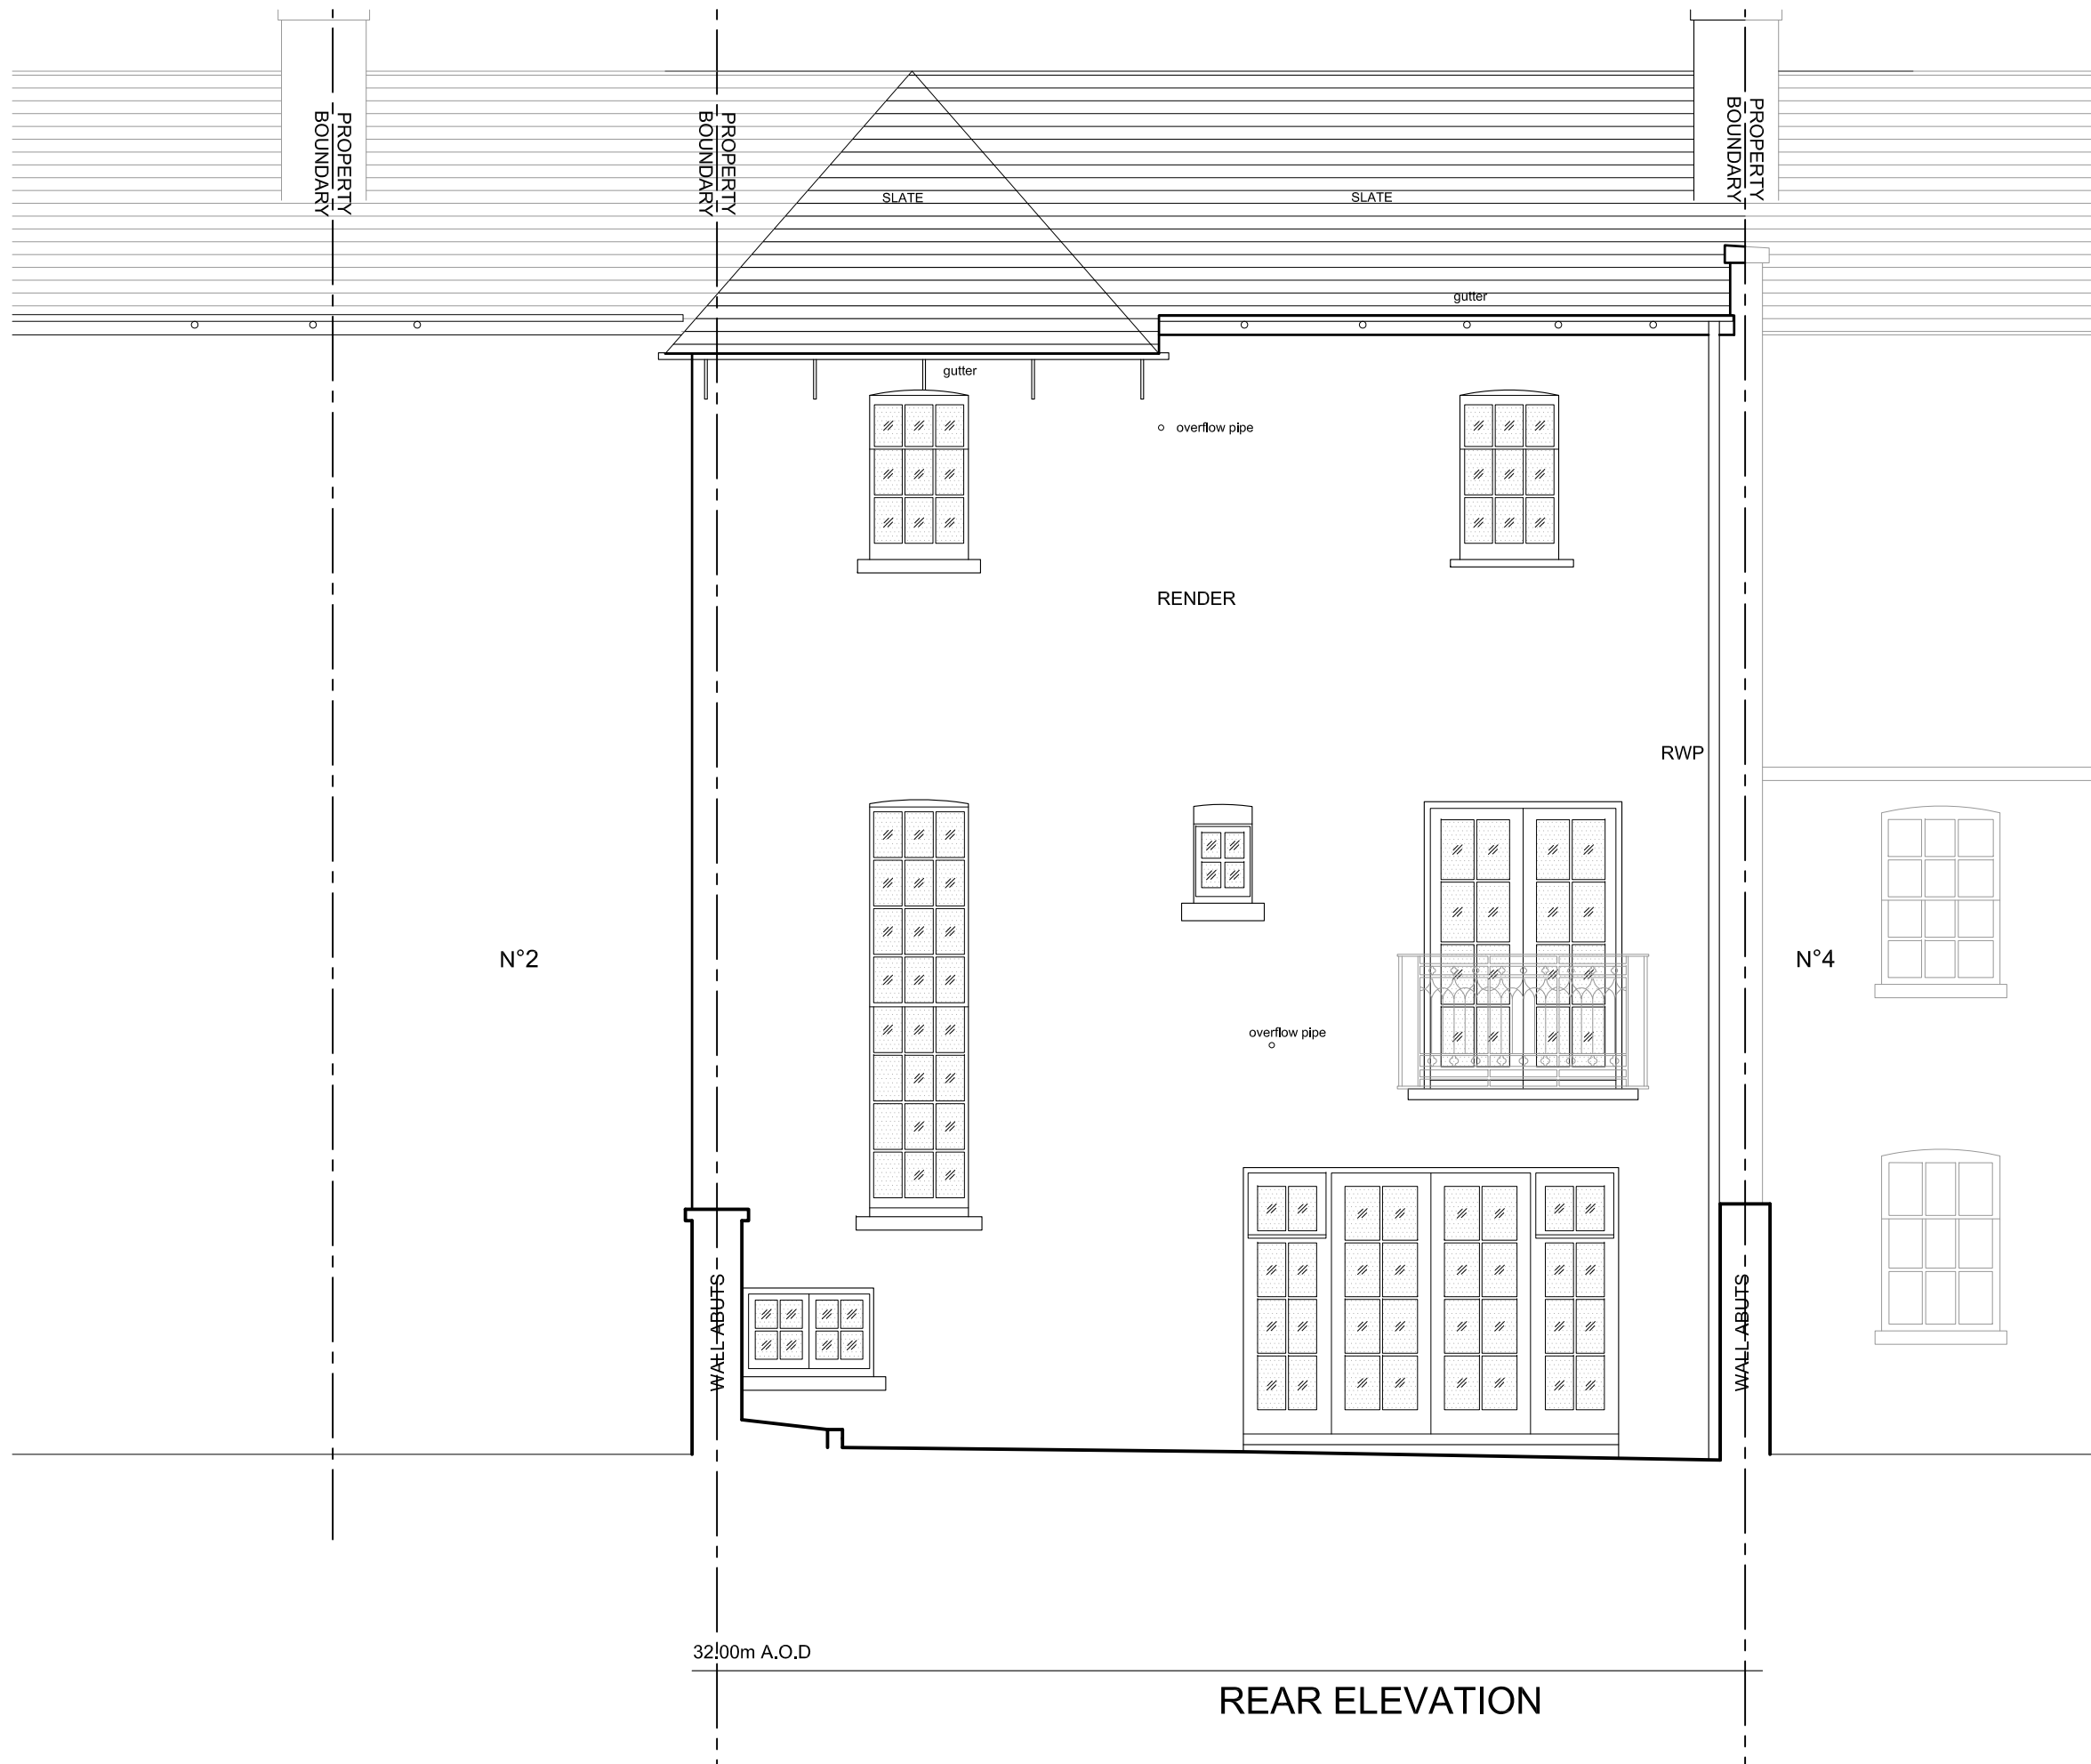 PROPERTY
BOUNDARY
PROPERTY
BOUNDARY
PROPERTY
BOUNDARY
SLATE
SLATE
gutter
gutter
overflow pipe
RENDER
RWP
N°2
N°4
overflow pipe
WALL ABUTS
WALL ABUTS
32.00m A.O.D
REAR ELEVATION